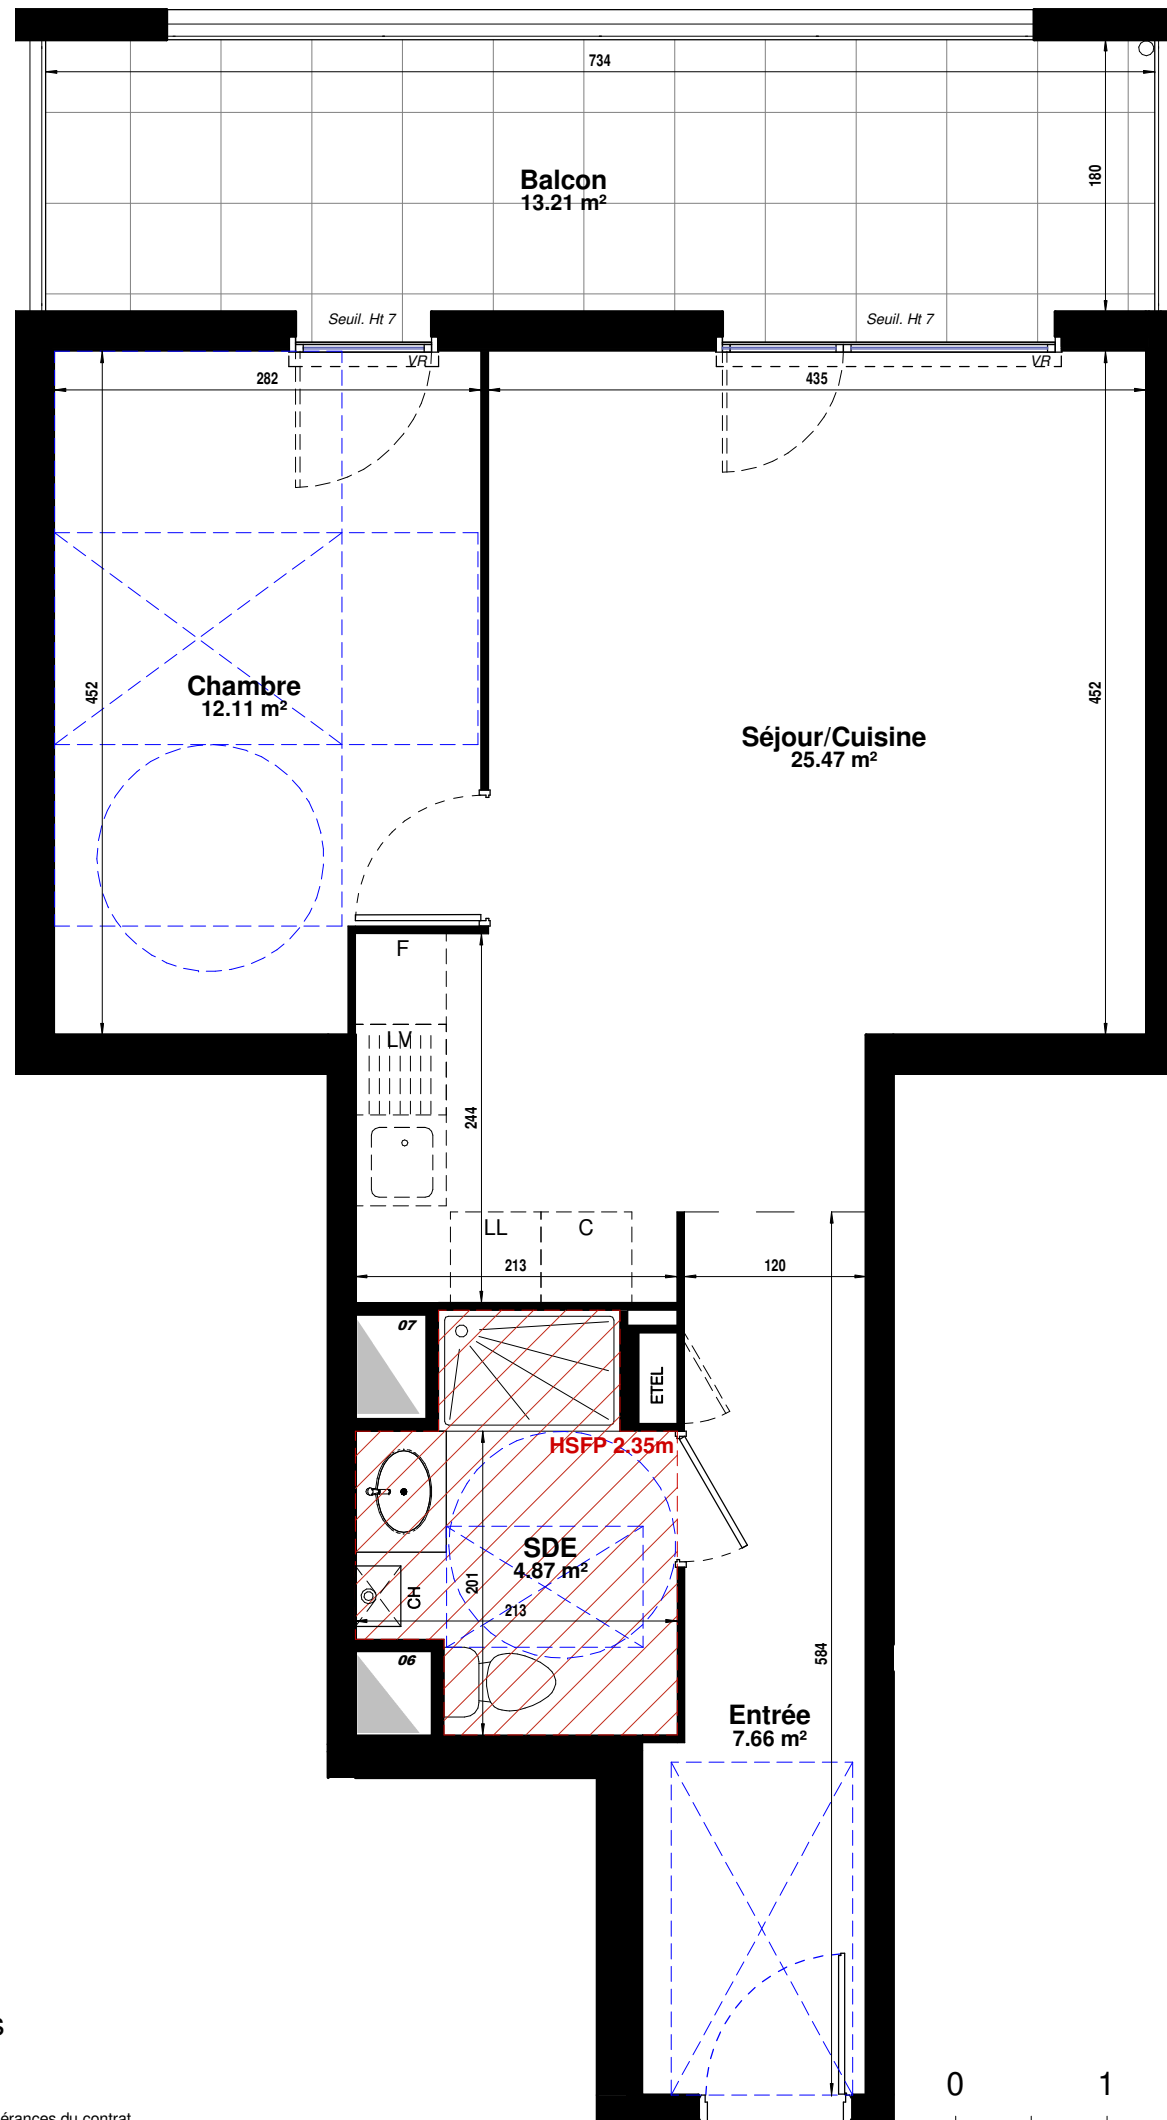 734
180
Balcon
13.21 m²
Seuil. Ht 7
Seuil. Ht 7
VR
VR
282
435
452
452
Chambre
12.11 m²
Séjour/Cuisine
25.47 m²
F
LV
244
LL
C
213
120
07
ETEL
HSFP 2.35m
SDE
4.87 m²
201
CH
213
06
584
Entrée
7.66 m²
s
0
1
érances du contrat